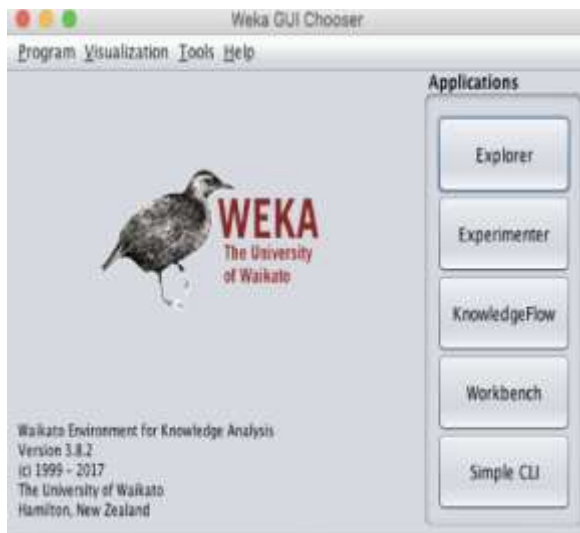 Weka GUI Chooser
Program Visualization Tools Help
Applications
Explorer
Experimenter
KnowledgeFlow
Workbench
Simple CLI
WEKA
The University
of Waikato
Waikato Environment for Knowledge Analysis
Version 3.8.2
(c) 1999 - 2017
The University of Waikato
Hamilton, New Zealand